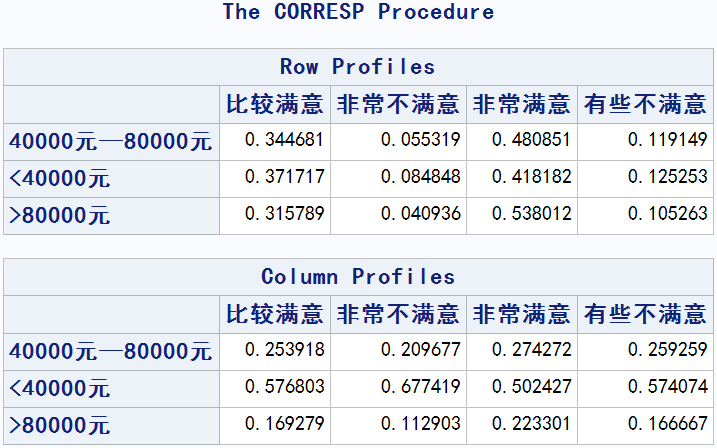 The CORRESP Procedure
Row Profiles
比较满意 非常不满意 非常满意 有些不满意
40000元—80000元 0.344681 0.055319 0.480851 0.119149
<40000元 0.371717 0.084848 0.418182 0.125253
>80000元 0.315789 0.040936 0.538012 0.105263
Column Profiles
比较满意 非常不满意 非常满意 有些不满意
40000元—80000元 0.253918 0.209677 0.274272 0.259259
<40000元 0.576803 0.677419 0.502427 0.574074
>80000元 0.169279 0.112903 0.223301 0.166667